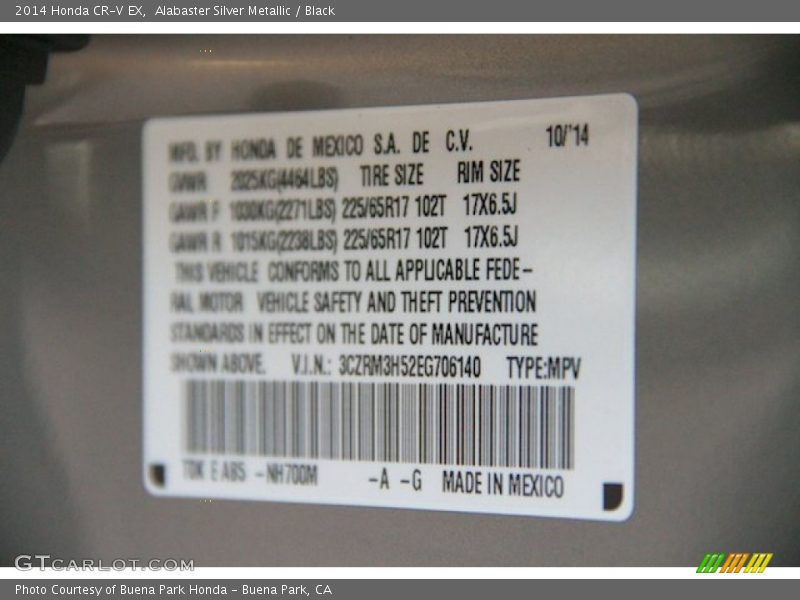 2014 Honda CR-V EX, Alabaster Silver Metallic / Black
MFD. BY HONDA DE MEXICO S.A. DE C.V. 10/'14
GVWR 2025KG(4464LBS) TIRE SIZE RIM SIZE
GAWR F 1030KG(2271LBS) 225/65R17 102T 17X6.5J
GAWR R 1015KG(2238LBS) 225/65R17 102T 17X6.5J
THIS VEHICLE CONFORMS TO ALL APPLICABLE FEDE-
RAL MOTOR VEHICLE SAFETY AND THEFT PREVENTION
STANDARDS IN EFFECT ON THE DATE OF MANUFACTURE
SHOWN ABOVE. V.I.N.: 3CZRM3H52EG706140 TYPE:MPV
TOK E AB5 -NH700M -A -G MADE IN MEXICO
GTCARLOT.COM
Photo Courtesy of Buena Park Honda - Buena Park, CA